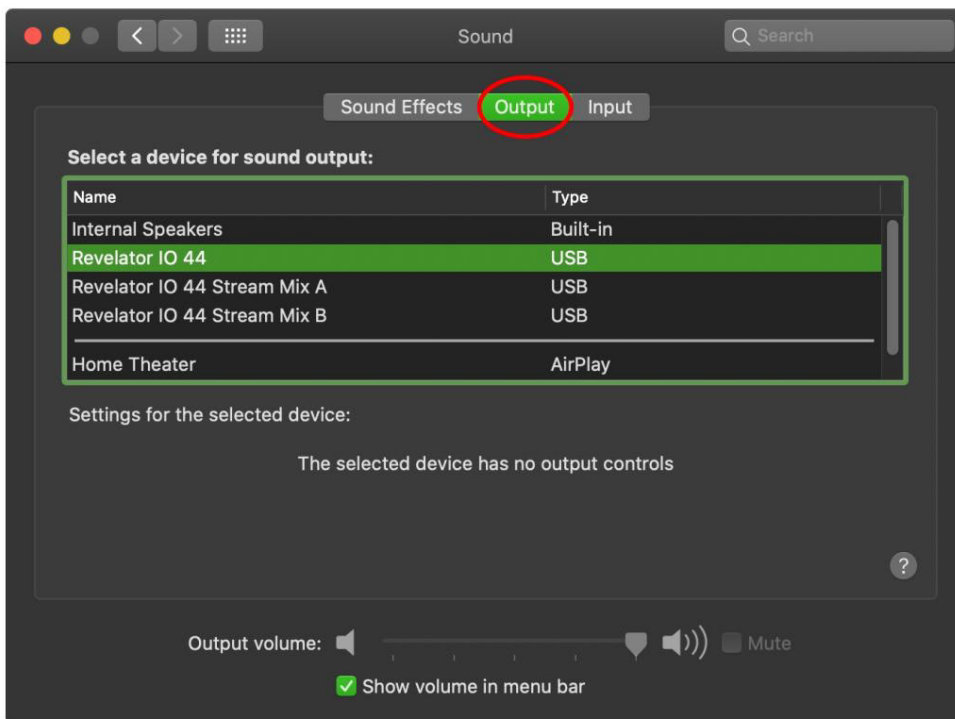 Sound
Search
Sound Effects Output Input
Select a device for sound output:
Name Type
Internal Speakers Built-in
Revelator IO 44 USB
Revelator IO 44 Stream Mix A USB
Revelator IO 44 Stream Mix B USB
Home Theater AirPlay
Settings for the selected device:
The selected device has no output controls
?
Output volume: Mute
Show volume in menu bar